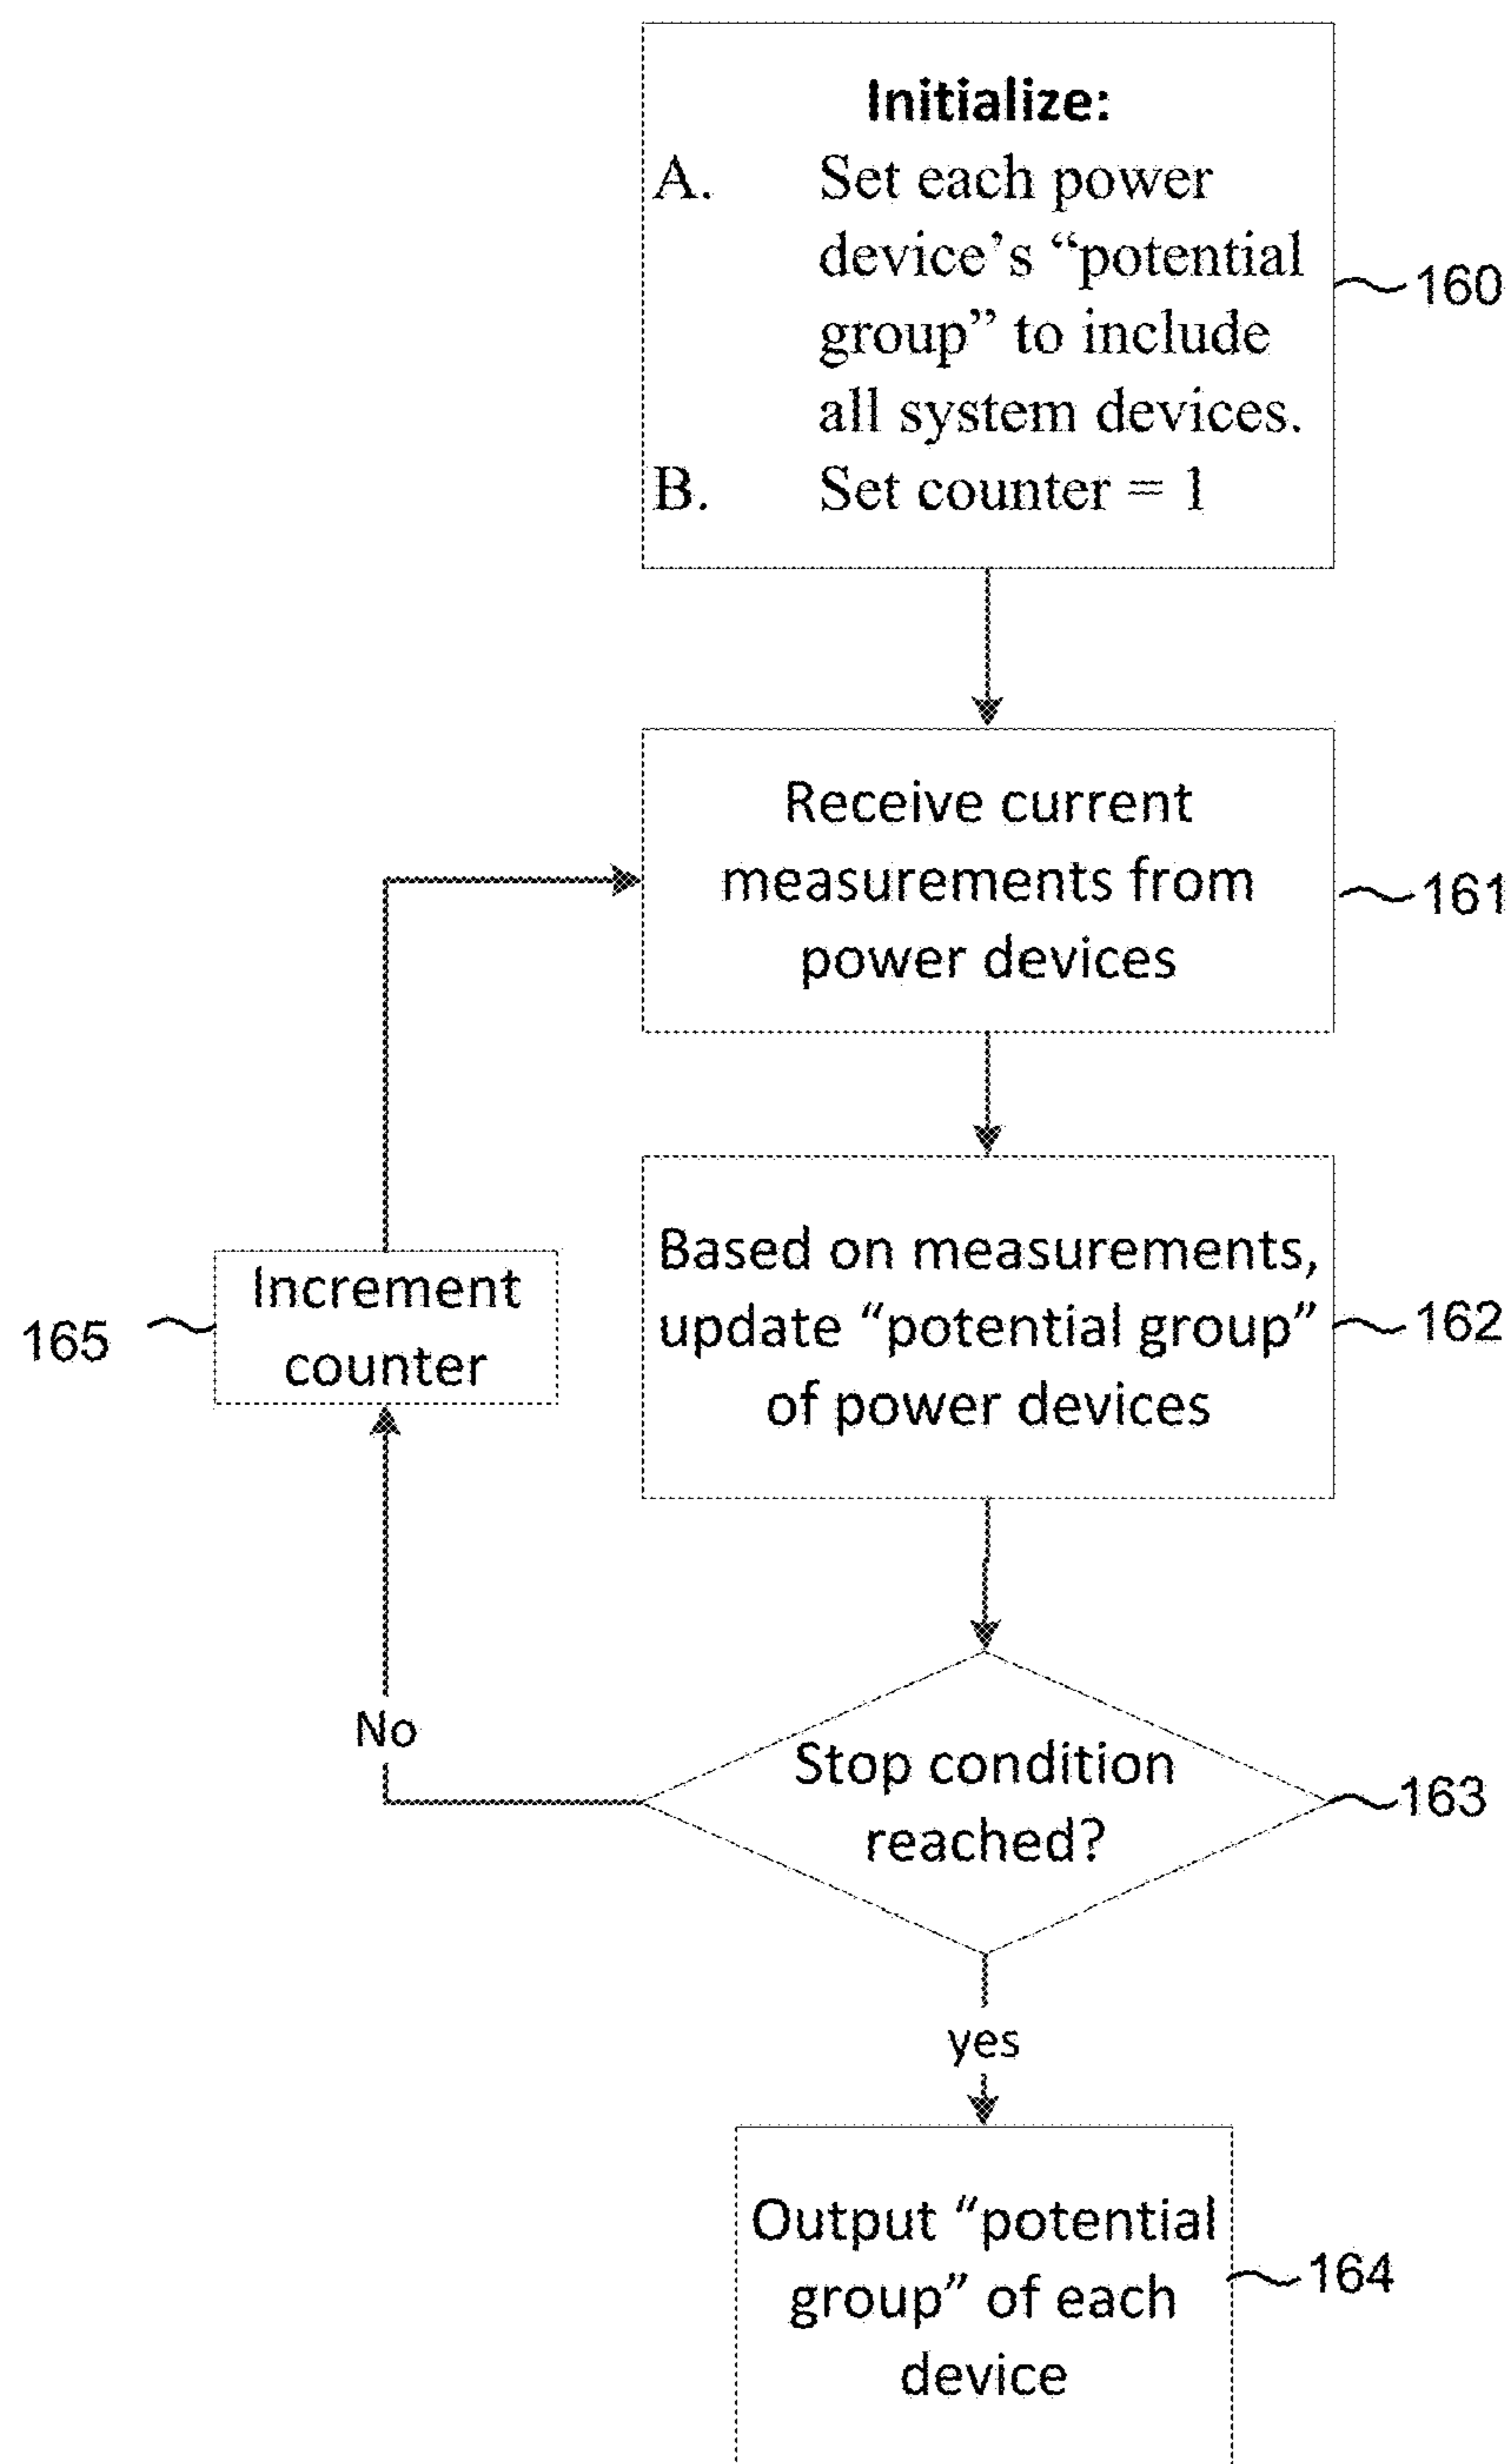 Initialize:
A. Set each power
device’s “potential
group” to include
all system devices.
B. Set counter = 1
160
Receive current
measurements from
power devices
161
Based on measurements,
update “potential group”
of power devices
162
Increment
counter
165
No
Stop condition
reached?
163
yes
Output “potential
group” of each
device
164